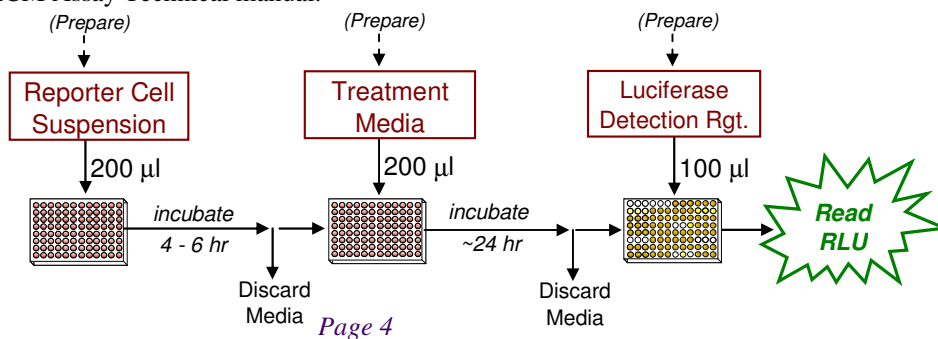 (Prepare)
(Prepare)
(Prepare)
Reporter Cell
Suspension
Treatment
Media
Luciferase
Detection Rgt.
200 µl
200 µl
100 µl
incubate
4 - 6 hr
incubate
~24 hr
Read
RLU
Discard
Media
Discard
Media
Page 4